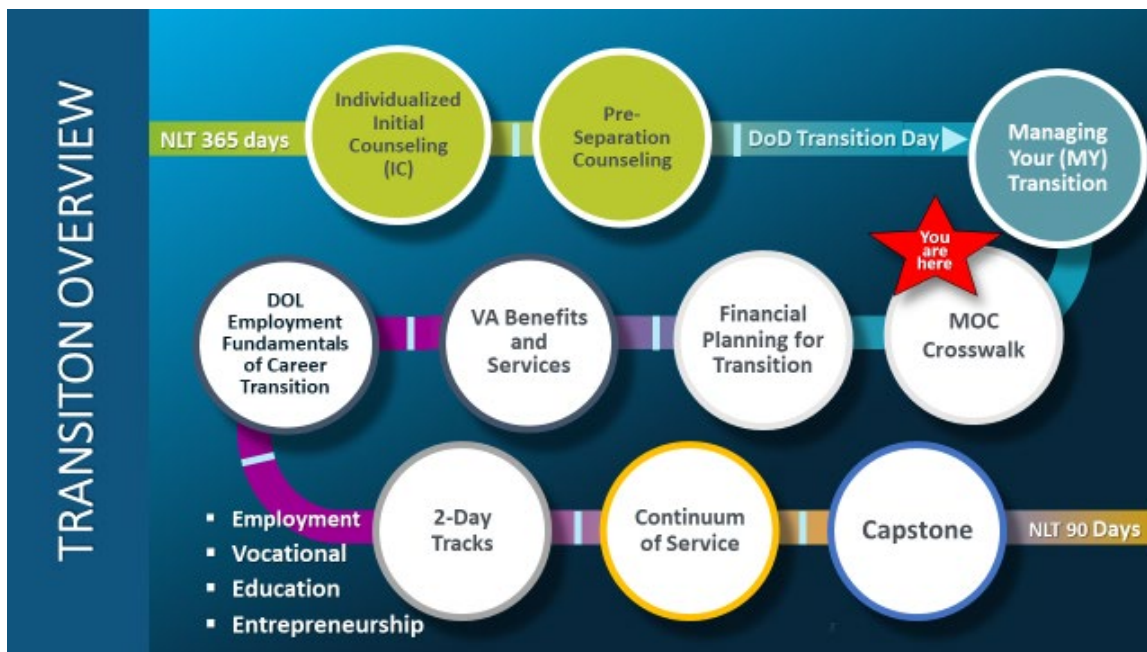 TRANSITON OVERVIEW
NLT 365 days
Individualized
Initial
Counseling
(IC)
Pre-
Separation
Counseling
DoD Transition Day
Managing
Your (MY)
Transition
You
are
here
MOC
Crosswalk
Financial
Planning for
Transition
VA Benefits
and
Services
DOL
Employment
Fundamentals
of Career
Transition
▪ Employment
▪ Vocational
▪ Education
▪ Entrepreneurship
2-Day
Tracks
Continuum
of Service
Capstone
NLT 90 Days